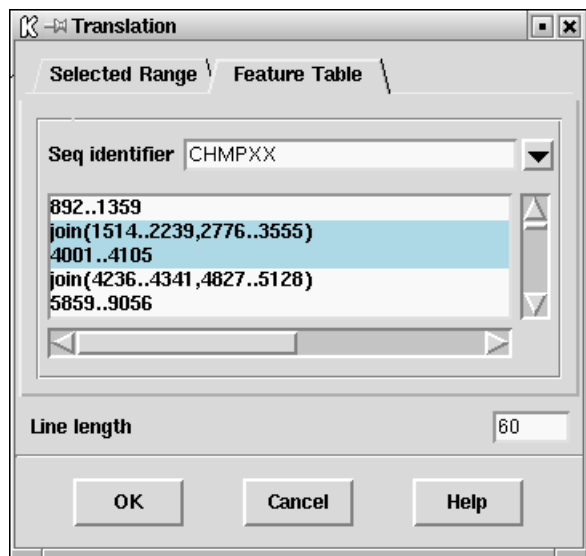 Translation
Selected Range Feature Table
Seq identifier CHMPXX
892..1359
join(1514..2239,2776..3555)
4001..4105
join(4236..4341,4827..5128)
5859..9056
Line length 60
OK Cancel Help